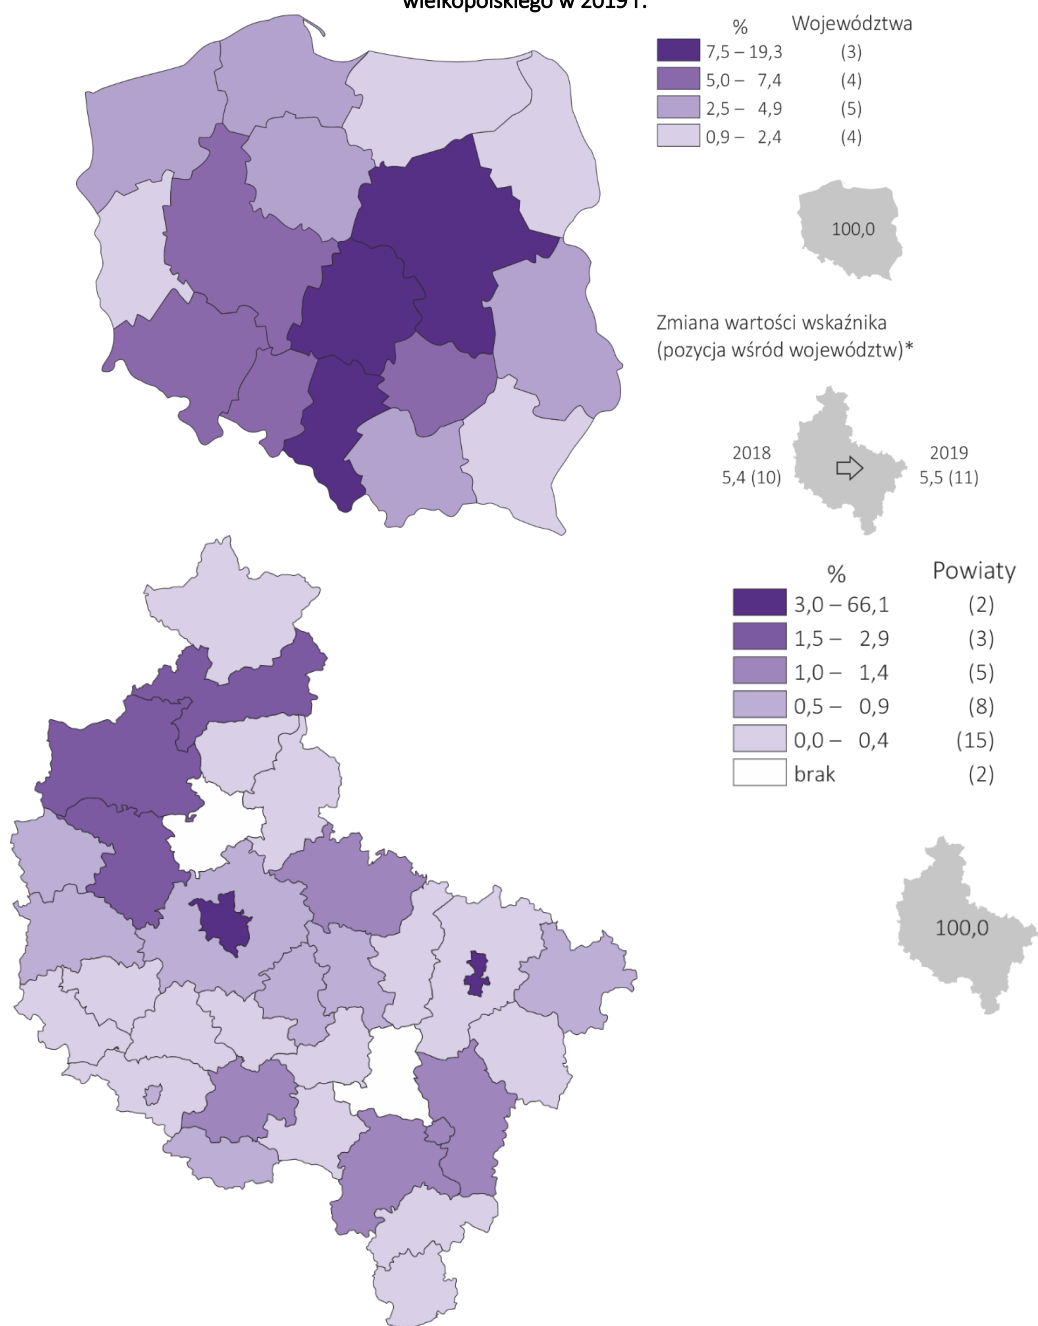 wielkopolskiego w 2019 r.
% Województwa
7,5 – 19,3 (3)
5,0 – 7,4 (4)
2,5 – 4,9 (5)
0,9 – 2,4 (4)
100,0
Zmiana wartości wskaźnika
(pozycja wśród województw)*
2018 2019
5,4 (10) 5,5 (11)
% Powiaty
3,0 – 66,1 (2)
1,5 – 2,9 (3)
1,0 – 1,4 (5)
0,5 – 0,9 (8)
0,0 – 0,4 (15)
brak (2)
100,0